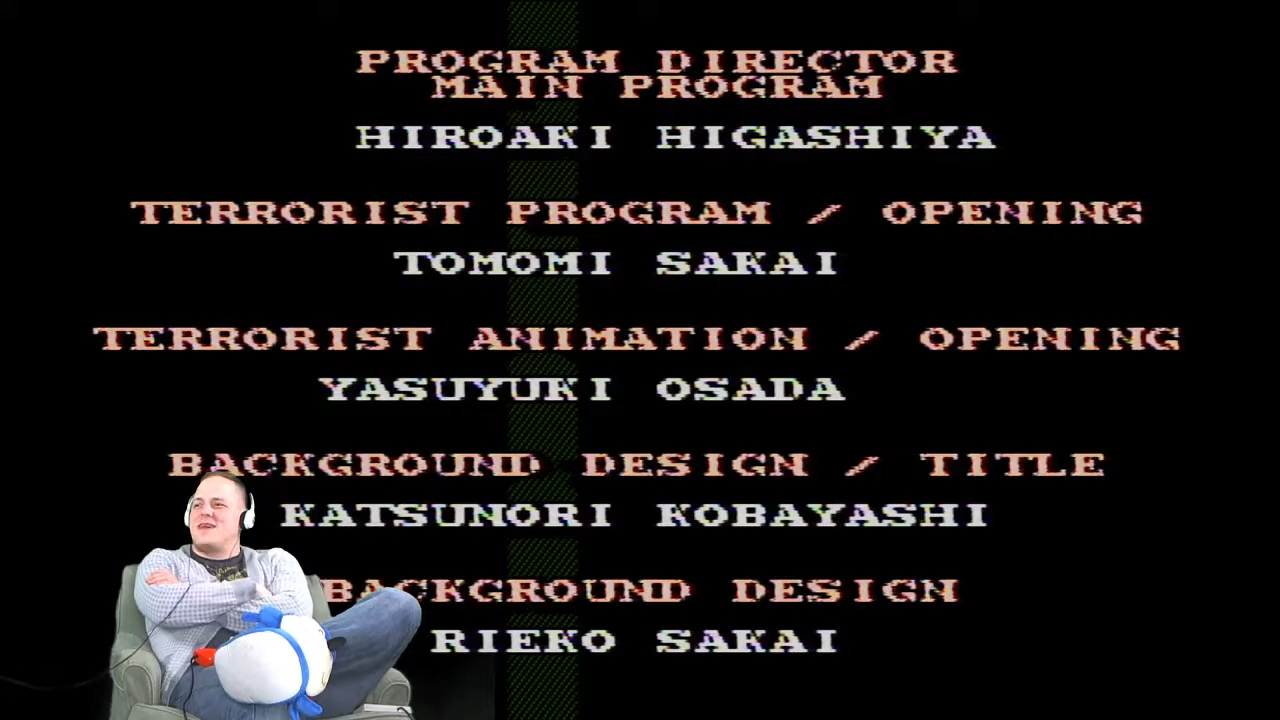 PROGRAM DIRECTOR
MAIN PROGRAM
HIROAKI HIGASHIYA
TERRORIST PROGRAM / OPENING
TOMOMI SAKAI
TERRORIST ANIMATION / OPENING
YASUYUKI OSADA
BACKGROUND DESIGN / TITLE
KATSUNORI KOBAYASHI
BACKGROUND DESIGN
RIEKO SAKAI